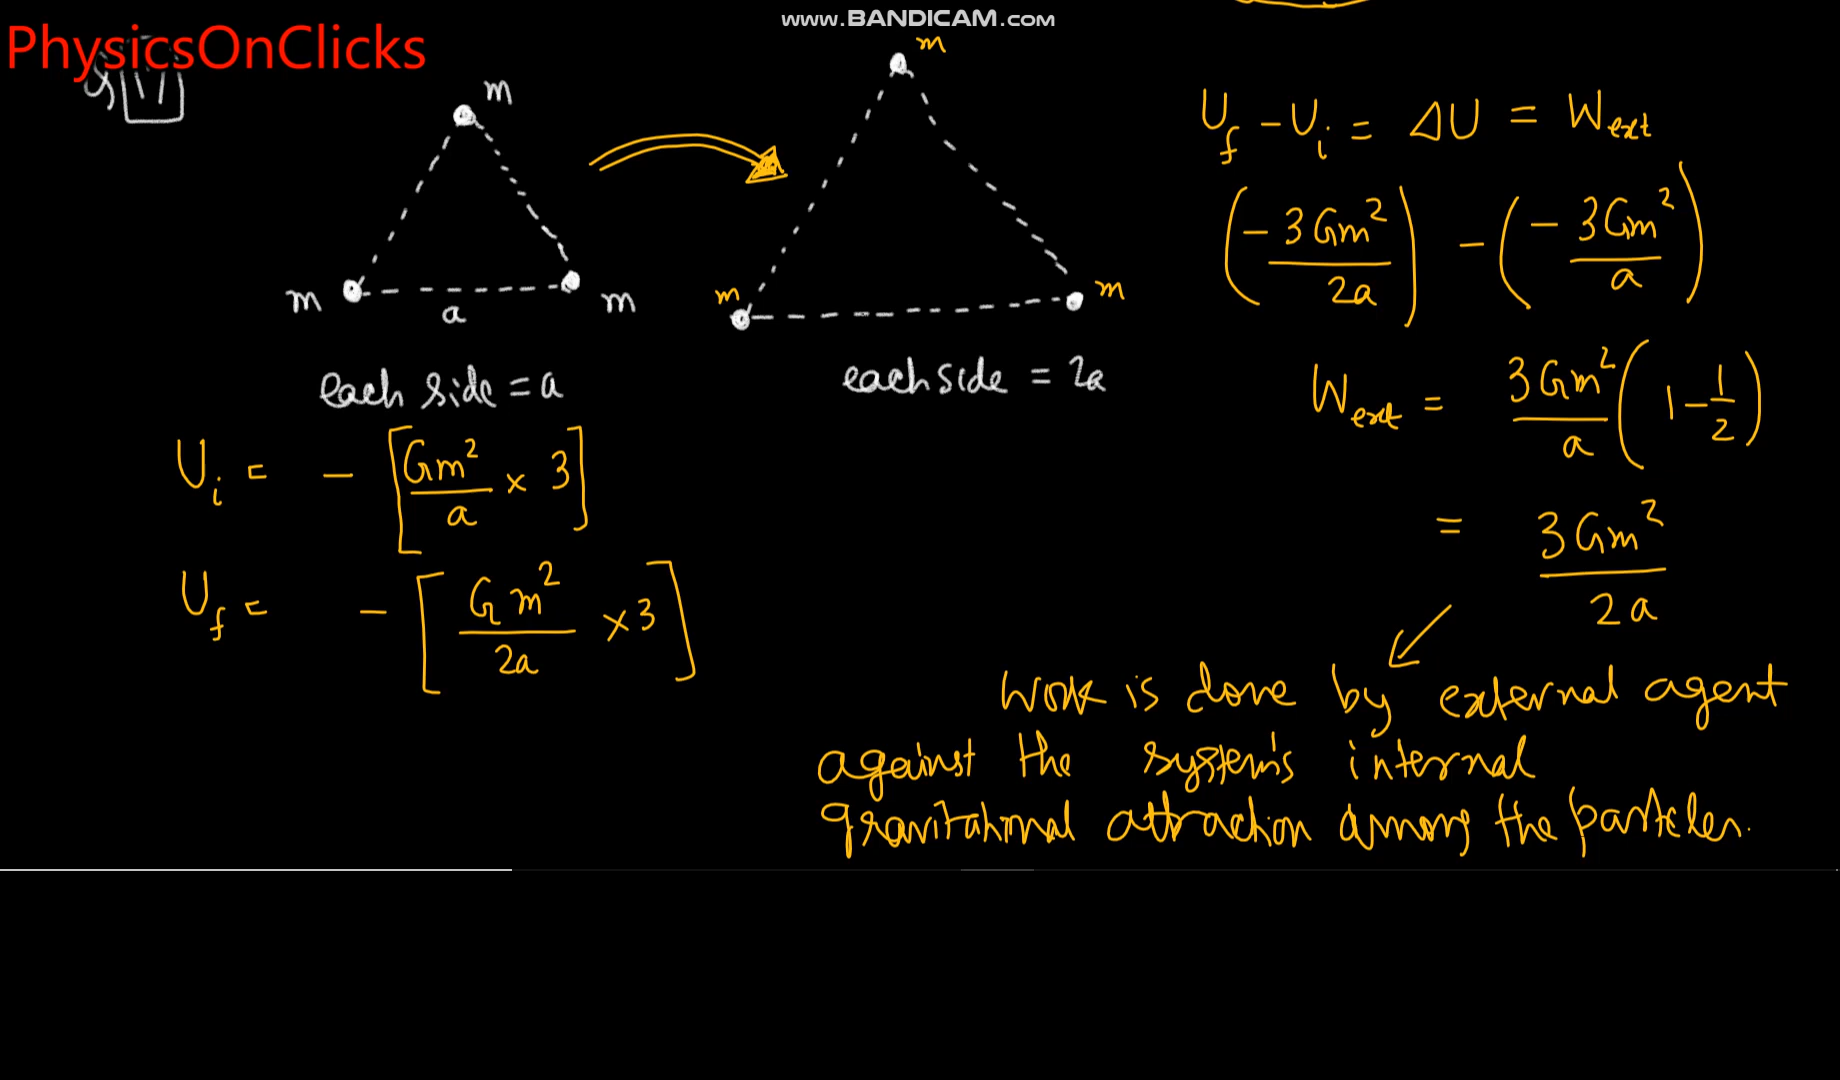 www.BANDICAM.com
PhysicsOnClicks
m
m
m
a
each side = a
m
m
m
each side = 2a
U_i = - [Gm²/a × 3]
U_f = - [Gm²/2a × 3]
U_f - U_i = ΔU = W_ext
(-3Gm²/2a) - (-3Gm²/a)
W_ext = 3Gm²/a (1 - 1/2)
= 3Gm²/2a
Work is done by external agent
against the system's internal
gravitational attraction among the particles.